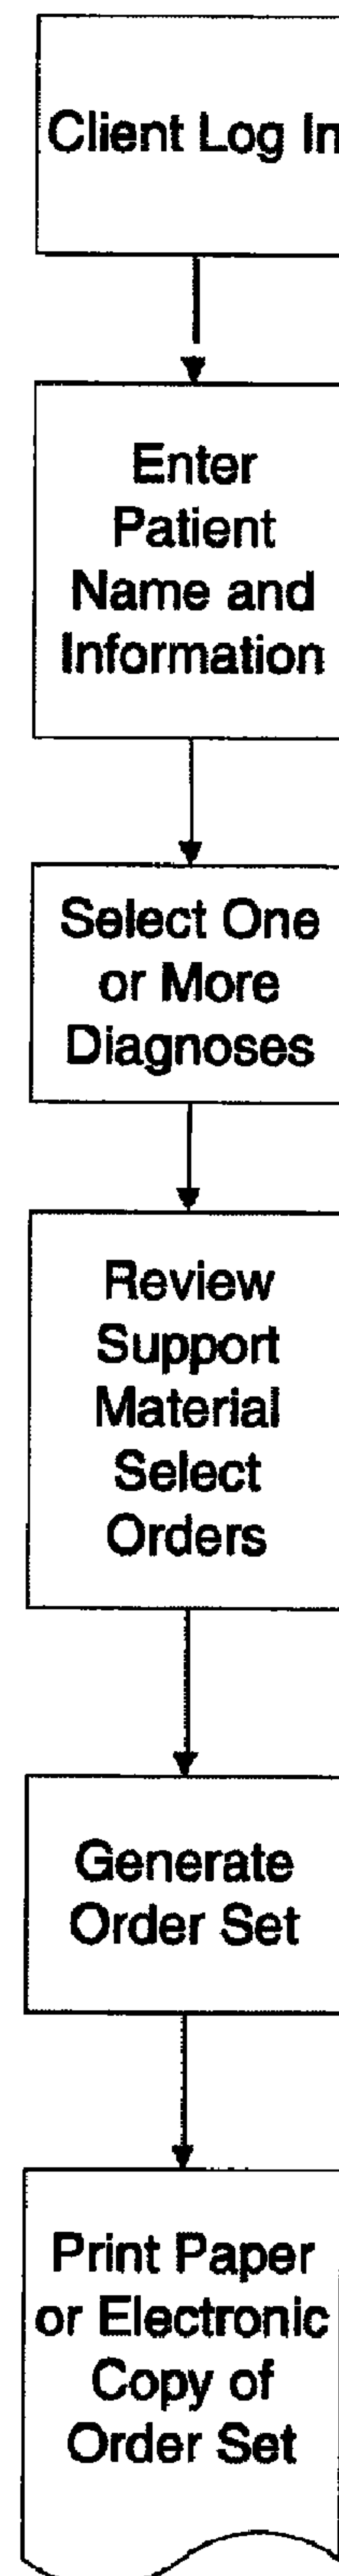 Client Log In
Enter
Patient
Name and
Information
Select One
or More
Diagnoses
Review
Support
Material
Select
Orders
Generate
Order Set
Print Paper
or Electronic
Copy of
Order Set